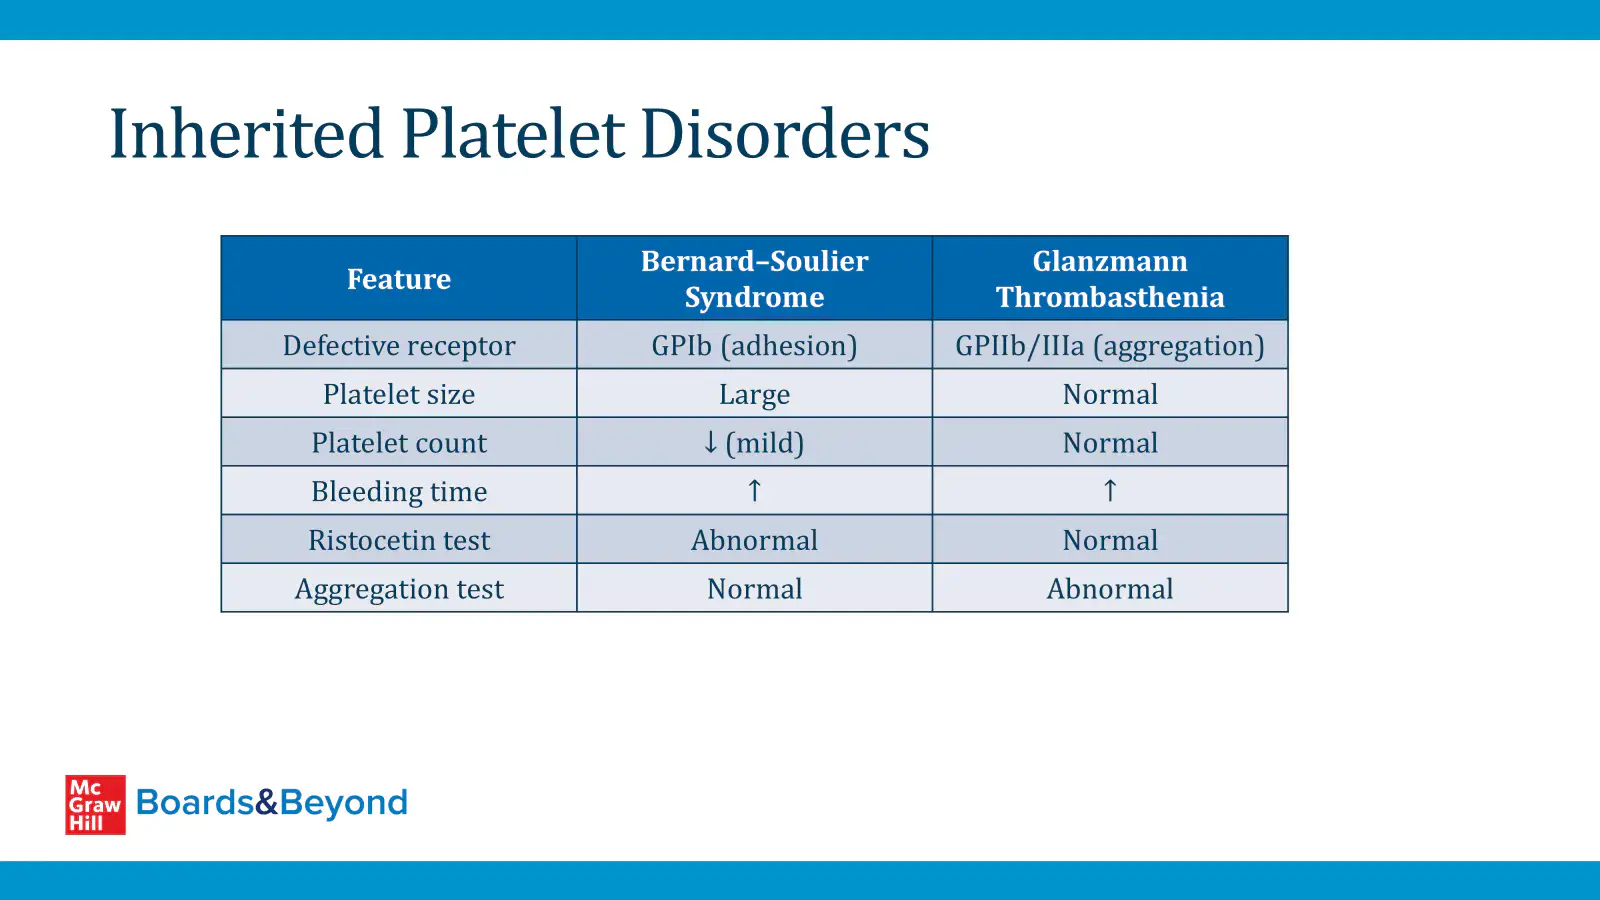 Inherited Platelet Disorders
Feature
Bernard–Soulier
Syndrome
Glanzmann
Thrombasthenia
Defective receptor
GPIb (adhesion)
GPIIb/IIIa (aggregation)
Platelet size
Large
Normal
Platelet count
↓ (mild)
Normal
Bleeding time
↑
↑
Ristocetin test
Abnormal
Normal
Aggregation test
Normal
Abnormal
Mc
Graw
Hill
Boards&Beyond